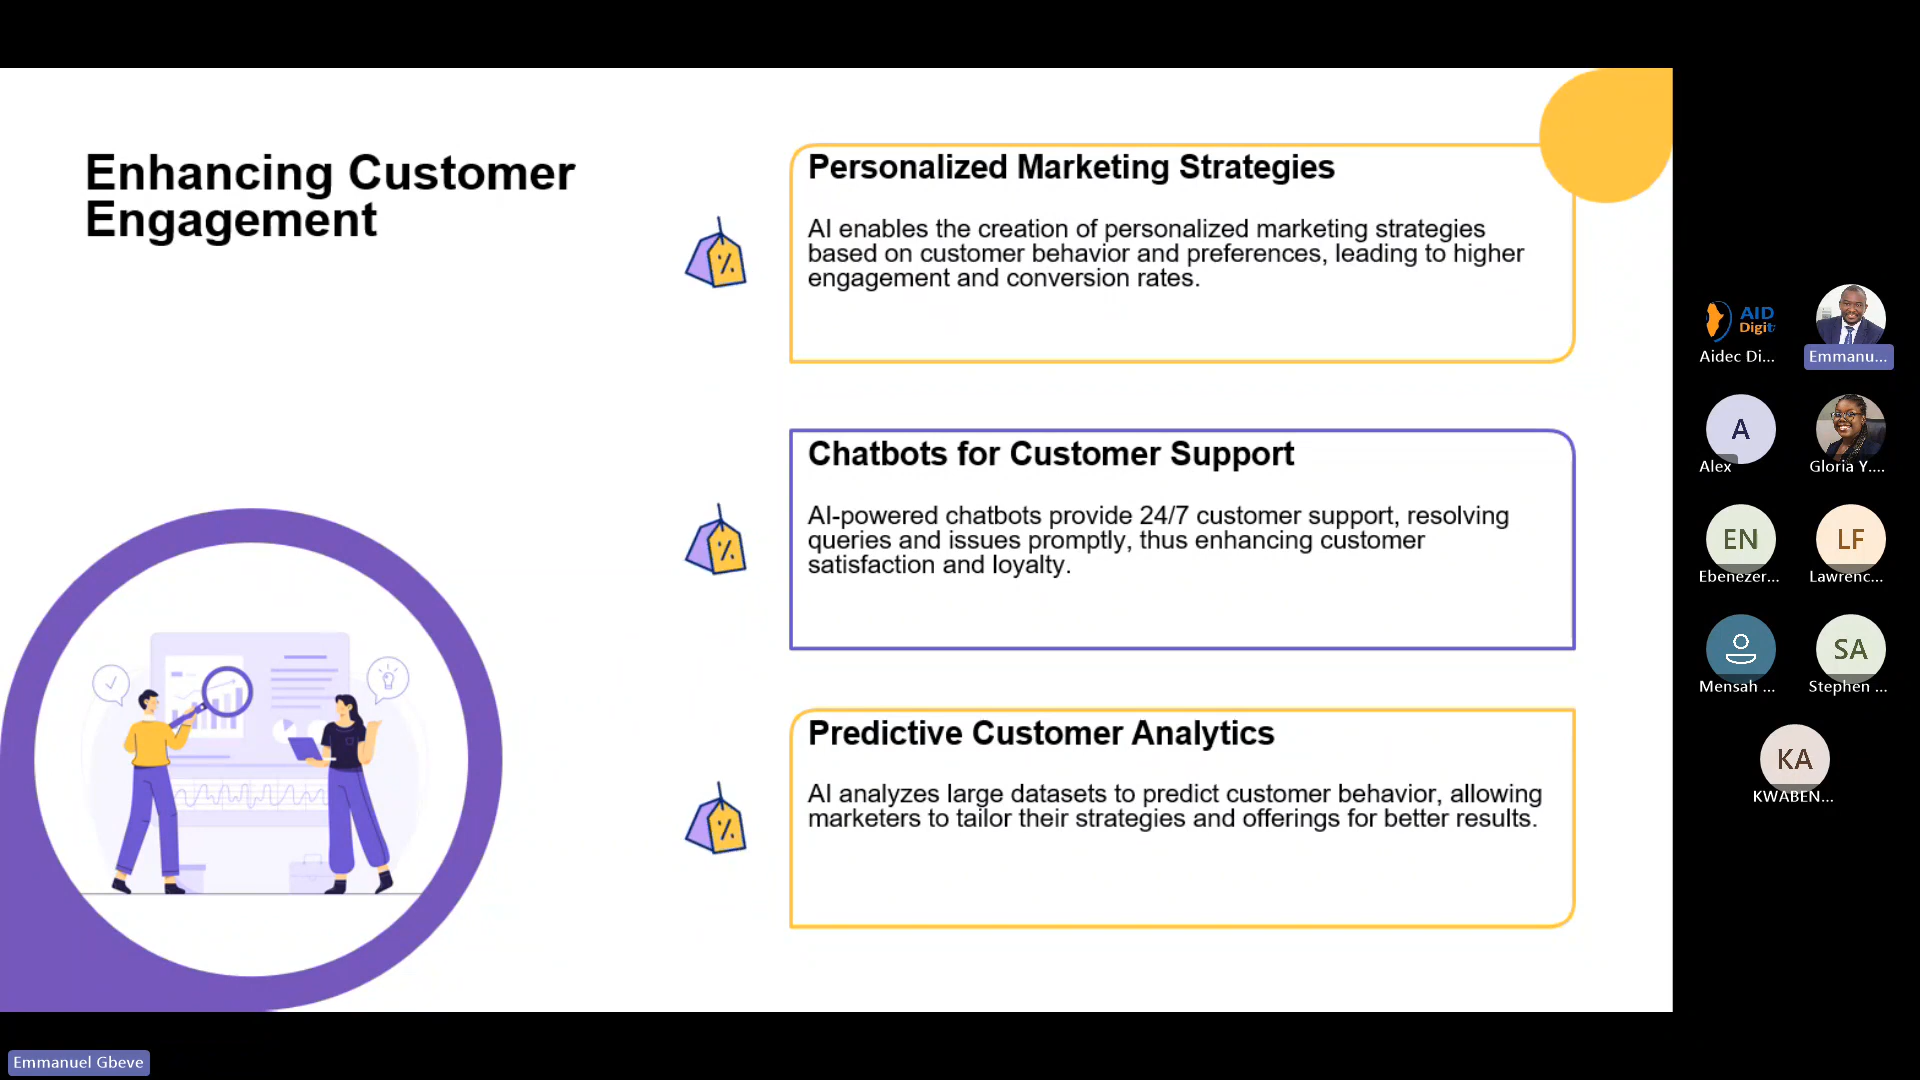 Enhancing Customer
Engagement
Personalized Marketing Strategies
AI enables the creation of personalized marketing strategies
based on customer behavior and preferences, leading to higher
engagement and conversion rates.
Chatbots for Customer Support
AI-powered chatbots provide 24/7 customer support, resolving
queries and issues promptly, thus enhancing customer
satisfaction and loyalty.
Predictive Customer Analytics
AI analyzes large datasets to predict customer behavior, allowing
marketers to tailor their strategies and offerings for better results.
AID
Digit
Aidec Di...
Emmanu...
A
Alex
Gloria Y....
EN
Ebenezer...
LF
Lawrenc...
Mensah ...
SA
Stephen ...
KA
KWABEN...
Emmanuel Gbeve